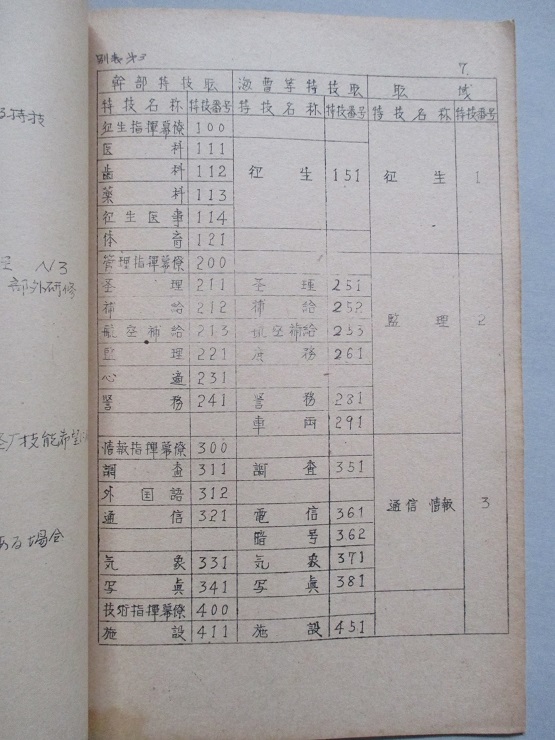 別表第3
7.
幹部特技職 海曹等特技職 職域
特技名称 特技番号 特技名称 特技番号 特技名称 特技番号
衛生指揮幕僚 100
医科 111
歯科 112 衛生 151 衛生 1
薬科 113
衛生医事 114
体育 121
管理指揮幕僚 200
経理 211 経理 251
補給 212 補給 252
航空補給 213 航空補給 253 監理 2
監理 221 庶務 261
心適 231
警務 241 警務 281
車両 291
情報指揮幕僚 300
調査 311 調査 351
外国語 312
通信 321 電信 361 通信情報 3
暗号 362
気象 331 気象 371
写真 341 写真 381
技術指揮幕僚 400
施設 411 施設 451
る特技
N3
部外研修
技能希望
ある場合